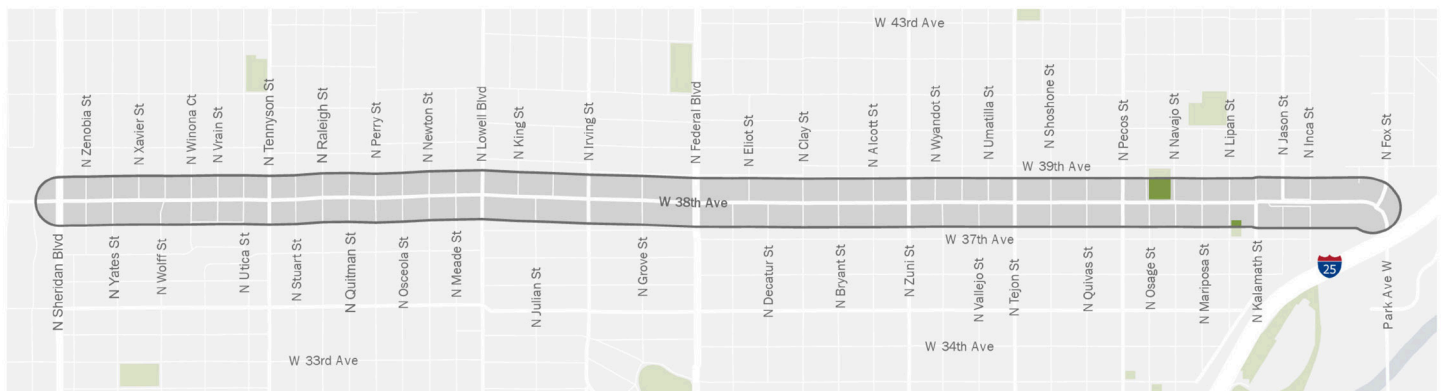 W 43rd Ave
N Zenobia St
N Xavier St
N Winona Ct
N Vrain St
N Tennyson St
N Raleigh St
N Perry St
N Newton St
N Lowell Blvd
N King St
N Irving St
N Federal Blvd
N Eliot St
N Clay St
N Alcott St
N Wyandot St
N Umatilla St
N Shoshone St
N Pecos St
N Navajo St
N Lipan St
N Jason St
N Inca St
N Fox St
W 39th Ave
W 38th Ave
W 37th Ave
N Sheridan Blvd
N Yates St
N Wolff St
N Utica St
N Stuart St
N Quitman St
N Osceola St
N Meade St
N Julian St
N Grove St
N Decatur St
N Bryant St
N Zuni St
N Vallejo St
N Tejon St
N Quivas St
N Osage St
N Mariposa St
N Kalamath St
25
Park Ave W
W 34th Ave
W 33rd Ave